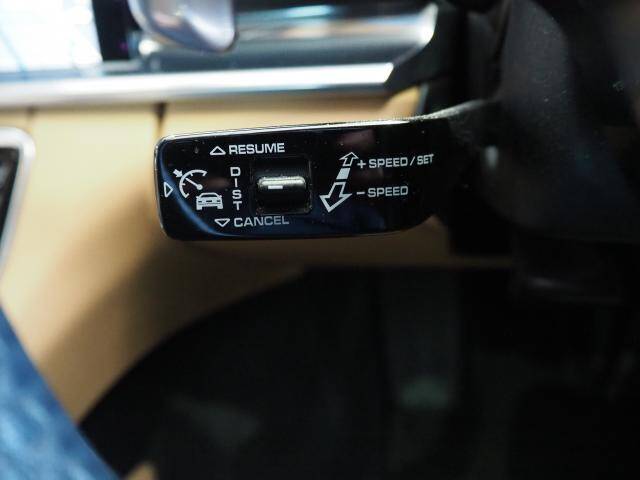 RESUME
DIST
CANCEL
+ SPEED / SET
- SPEED